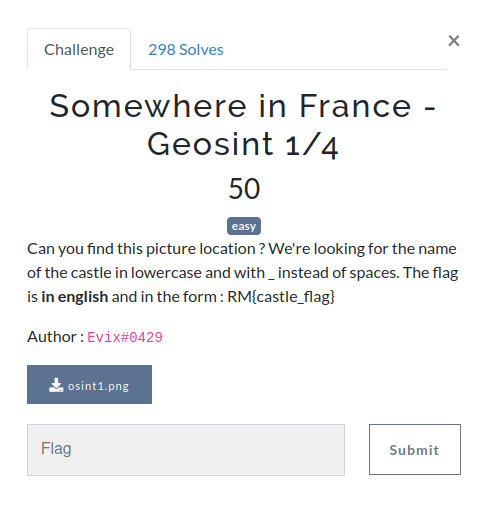 Challenge
298 Solves
×
Somewhere in France -
Geosint 1/4
50
easy
Can you find this picture location ? We're looking for the name
of the castle in lowercase and with _ instead of spaces. The flag
is in english and in the form : RM{castle_flag}
Author : Evix#0429
osint1.png
Flag
Submit